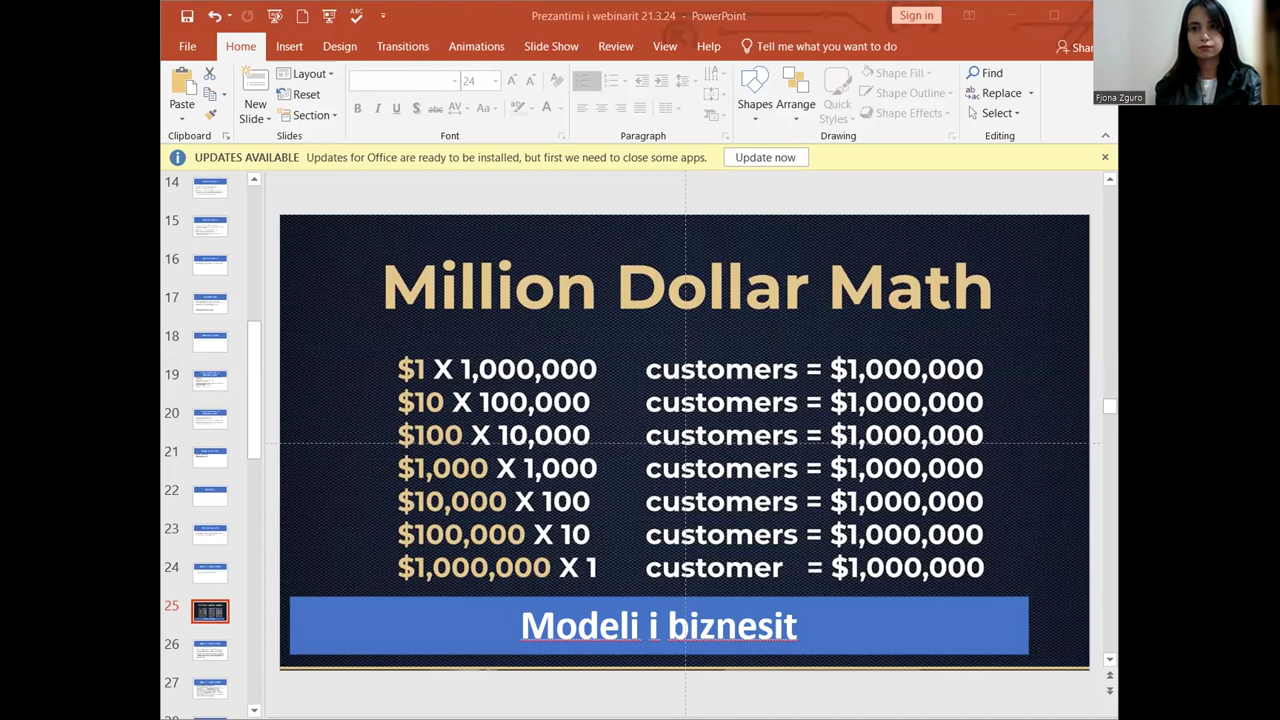 Prezantimi i webinarit 21.3.24 - PowerPoint
Sign in
File Home Insert Design Transitions Animations Slide Show Review View Help Tell me what you want to do Shar
Paste
New Slide
Layout
Reset
Section
24
B I U S abc AV Aa A
Shapes Arrange Quick Styles
Shape Fill
Shape Outline
Shape Effects
Find
Replace
Select
Clipboard Slides Font Paragraph Drawing Editing
Fjona Zguro
UPDATES AVAILABLE Updates for Office are ready to be installed, but first we need to close some apps. Update now
14
15
16
17
18
19
20
21
22
23
24
25
26
27
Million Dollar Math
$1 X 1,000,000 customers = $1,000,000
$10 X 100,000 customers = $1,000,000
$100 X 10,000 customers = $1,000,000
$1,000 X 1,000 customers = $1,000,000
$10,000 X 100 customers = $1,000,000
$100,000 X 10 customers = $1,000,000
$1,000,000 X 1 customer = $1,000,000
Modeli i biznesit